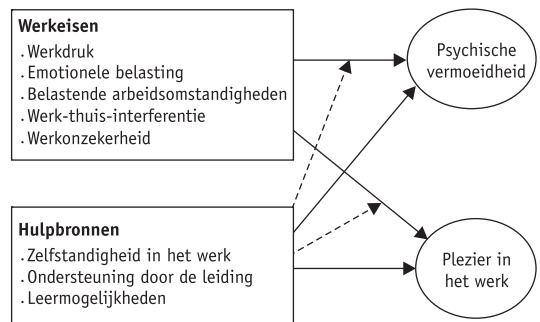 Werkeisen
. Werkdruk
. Emotionele belasting
. Belastende arbeidsomstandigheden
. Werk-thuis-interferentie
. Werkonzekerheid
Psychische
vermoeidheid
Hulpbronnen
. Zelfstandigheid in het werk
. Ondersteuning door de leiding
. Leermogelijkheden
Plezier in
het werk